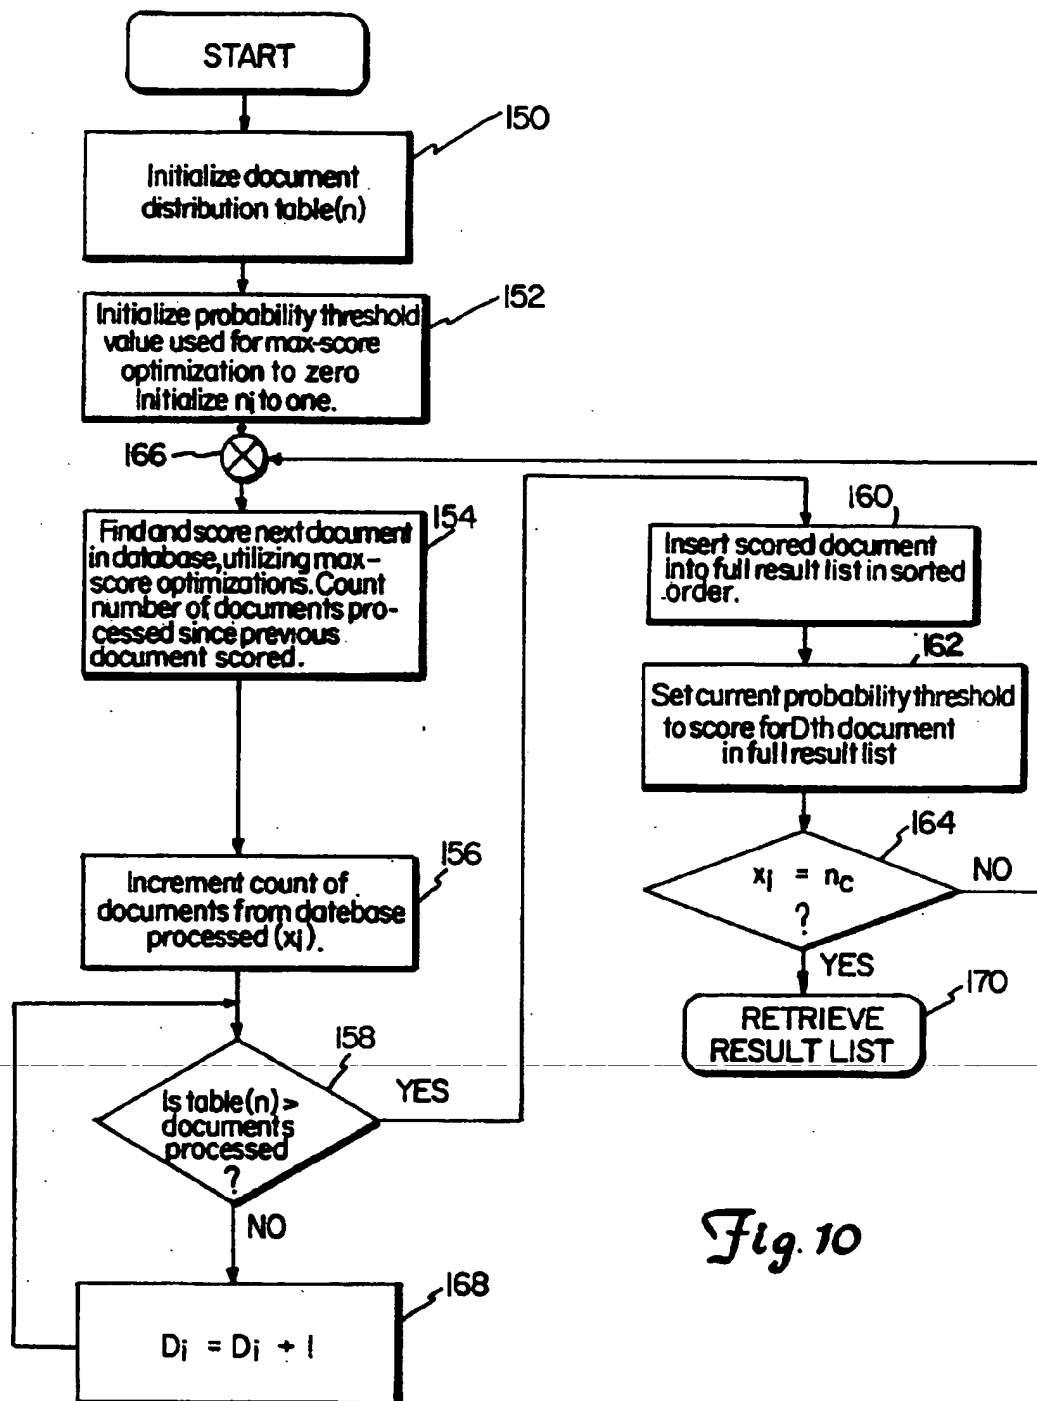 START
150
Initialize document
distribution table(n)
152
Initialize probability threshold
value used for max-score
optimization to zero
Initialize ni to one.
166
154
Find and score next document
in database, utilizing max-
score optimizations. Count
number of documents pro-
cessed since previous
document scored.
156
Increment count of
documents from datebase
processed (xi).
158
Is table(n) >
documents
processed
?
YES
NO
168
Di = Di + 1
160
Insert scored document
into full result list in sorted
order.
162
Set current probability threshold
to score for Dth document
in full result list
164
xi = nc
?
NO
YES
170
RETRIEVE
RESULT LIST
Fig. 10